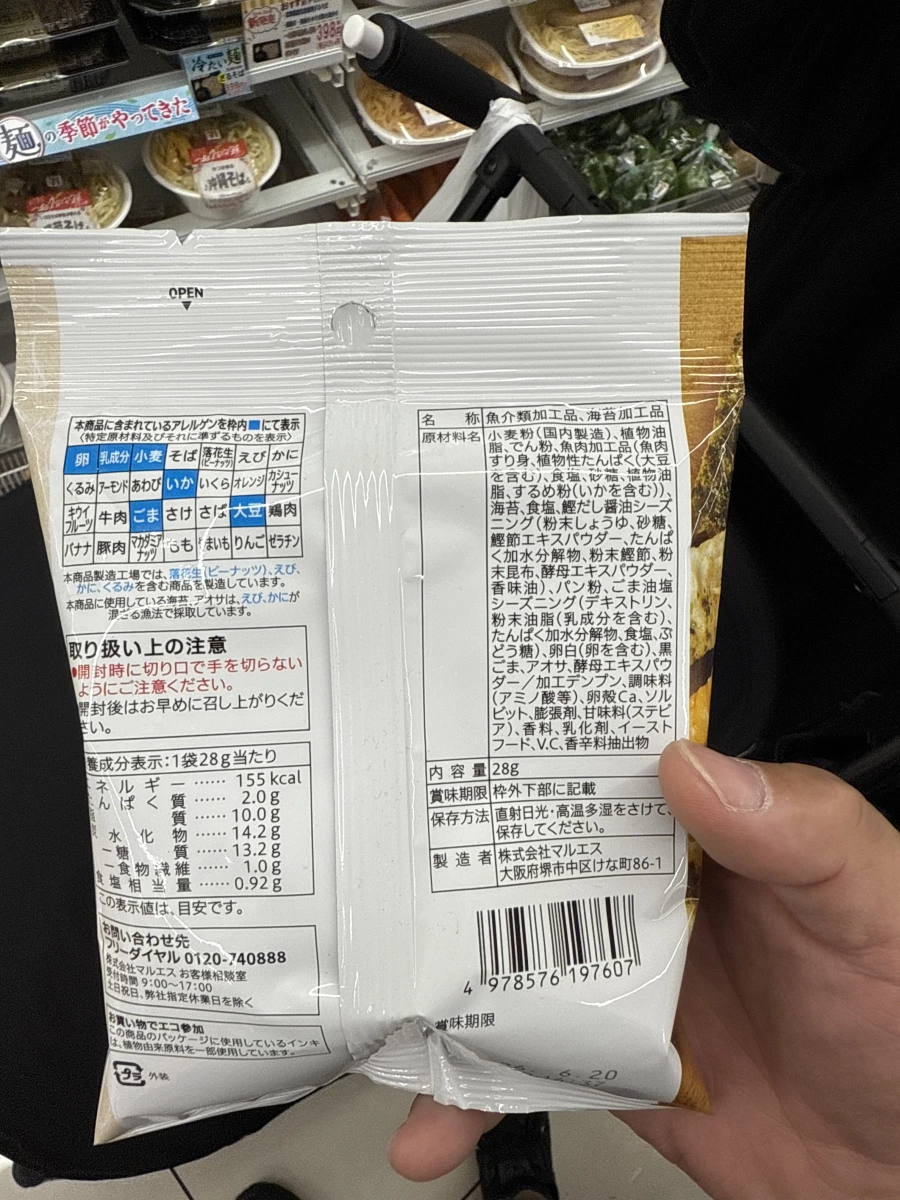 新発売
398
冷たい麺
麺の季節がやってきた
沖縄そば
OPEN
本商品に含まれているアレルゲンを枠内■にて表示
〈特定原材料及びそれに準ずるものを表示〉
卵 乳成分 小麦 そば 落花生(ピーナッツ) えび かに
くるみ アーモンド あわび いか いくら オレンジ カシューナッツ
キウイフルーツ 牛肉 ごま さけ さば 大豆 鶏肉
バナナ 豚肉 マカダミアナッツ もも やまいも りんご ゼラチン
本商品製造工場では、落花生(ピーナッツ)、えび、
かに、くるみを含む商品を製造しています。
本商品に使用している海苔、アオサは、えび、かにが
混ざる漁法で採取しています。
取り扱い上の注意
●開封時に切り口で手を切らない
ようにご注意ください。
開封後はお早めに召し上がりくだ
さい。
養成分表示:1袋28g当たり
ネルギー…… 155kcal
んぱく質…… 2.0g
質…… 10.0g
水化物…… 14.2g
ー糖質…… 13.2g
ー食物繊維…… 1.0g
食塩相当量…… 0.92g
この表示値は、目安です。
お問い合わせ先
フリーダイヤル 0120-740888
株式会社マルエス お客様相談室
受付時間 9:00〜17:00
土日祝日、弊社指定休業日を除く
お買い物でエコ参加
この商品のパッケージに使用しているインキ
は、植物由来原料を一部使用しています。
プラ 外装
名称 魚介類加工品、海苔加工品
原材料名 小麦粉(国内製造)、植物油
脂、でん粉、魚肉加工品(魚肉
すり身、植物性たんぱく(大豆
を含む)、食塩、砂糖、植物油
脂、するめ粉(いかを含む))、
海苔、食塩、鰹だし醤油シーズ
ニング(粉末しょうゆ、砂糖、
鰹節エキスパウダー、たんぱ
く加水分解物、粉末鰹節、粉
末昆布、酵母エキスパウダー、
香味油)、パン粉、ごま油塩
シーズニング(デキストリン、
粉末油脂(乳成分を含む)、
たんぱく加水分解物、食塩、ぶ
どう糖)、卵白(卵を含む)、黒
ごま、アオサ、酵母エキスパウ
ダー/加工デンプン、調味料
(アミノ酸等)、卵殻Ca、ソル
ビット、膨張剤、甘味料(ステビ
ア)、香料、乳化剤、イースト
フード、V.C、香辛料抽出物
内容量 28g
賞味期限 枠外下部に記載
保存方法 直射日光・高温多湿をさけて、
保存してください。
製造者 株式会社マルエス
大阪府堺市中区けな町86-1
4 978576 197607
賞味期限
.6.20